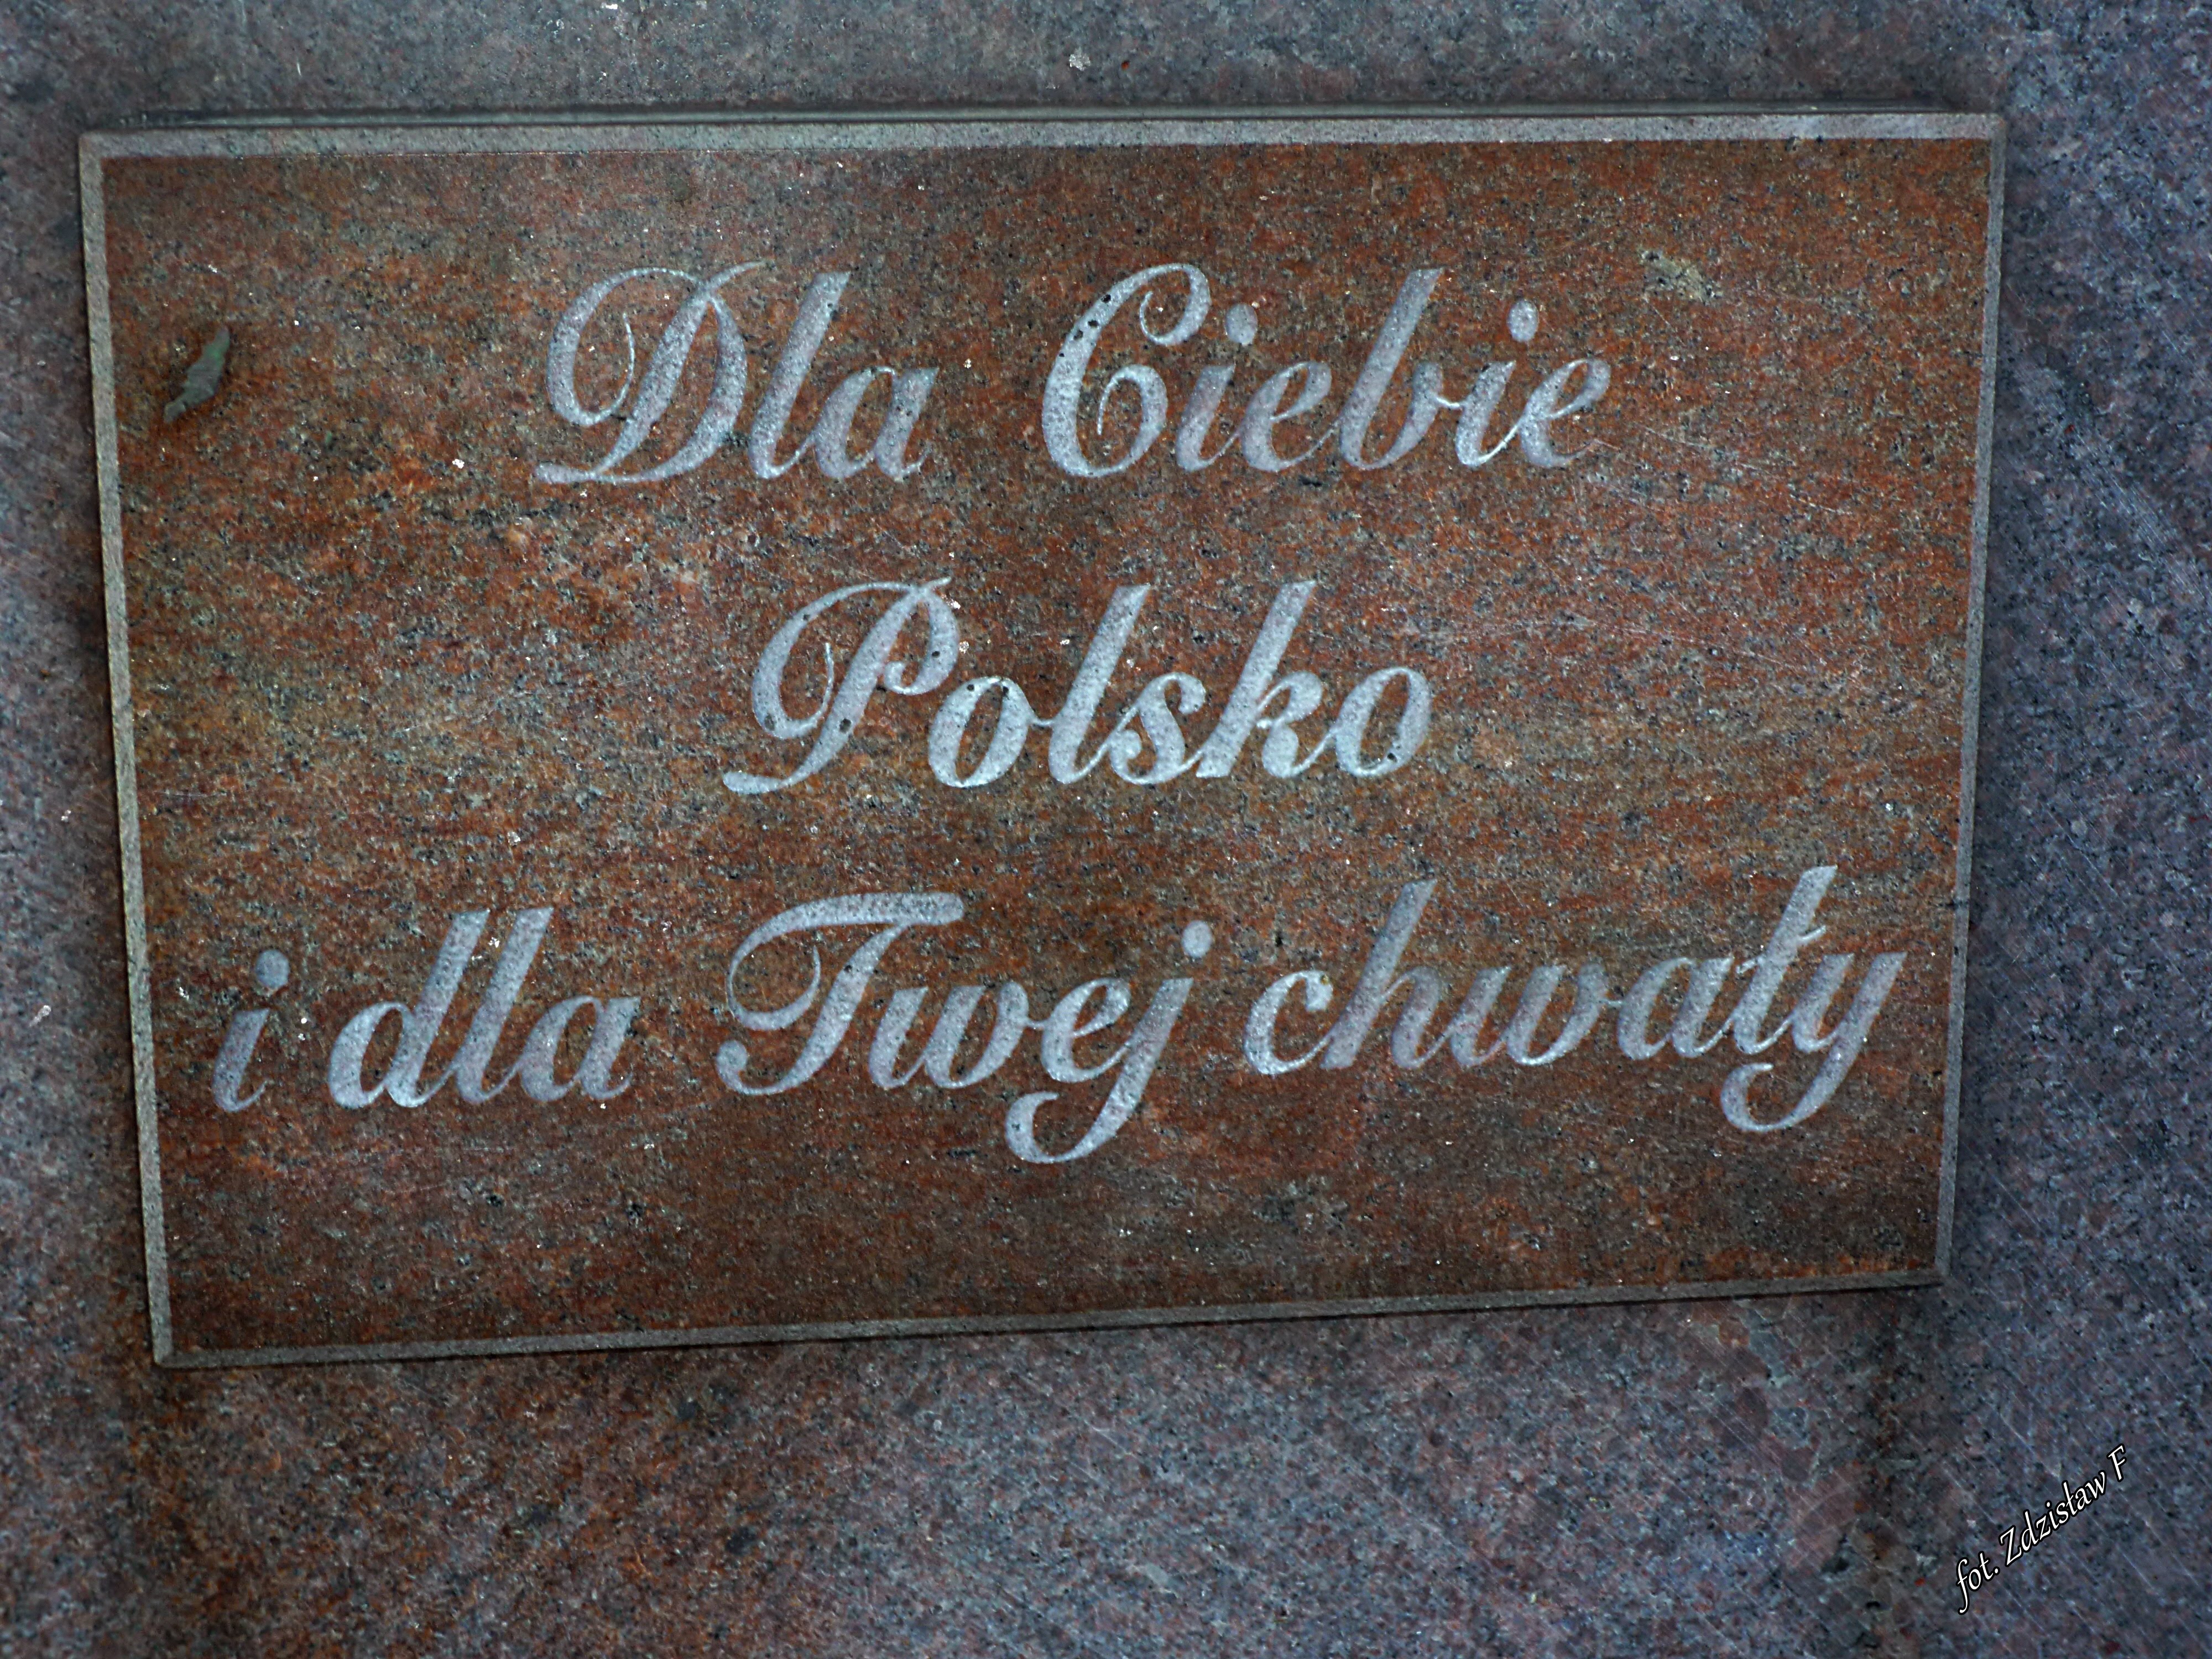 Dla Ciebie
Polsko
i dla Twej chwały
fot. Zdzisław F